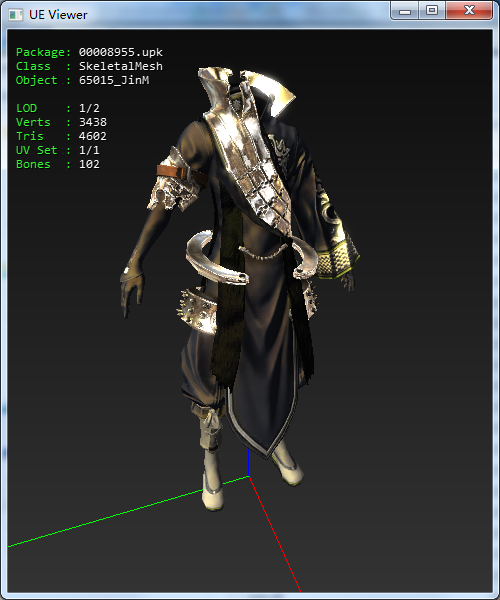 UE Viewer
Package: 00008955.upk
Class  : SkeletalMesh
Object : 65015_JinM
LOD    : 1/2
Verts  : 3438
Tris   : 4602
UV Set : 1/1
Bones  : 102